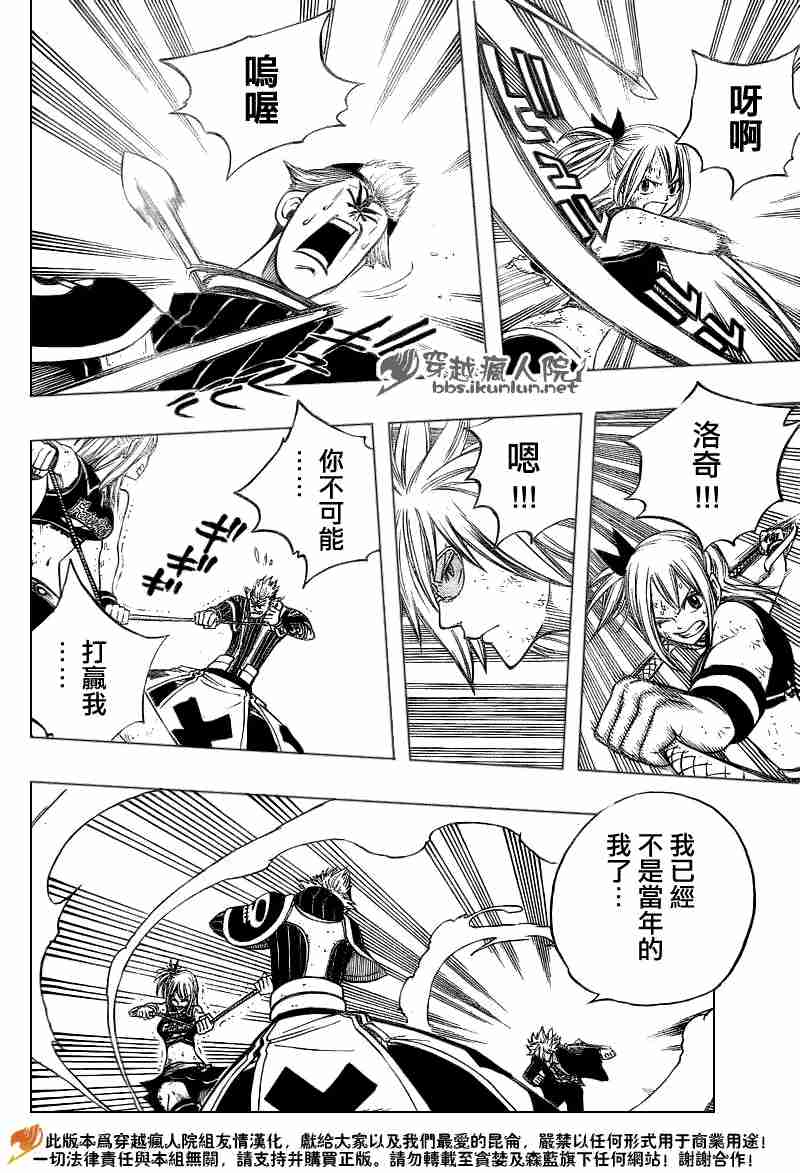 呀啊
嗚喔
穿越瘋人院
bbs.ikunlun.net
洛奇
!!!
嗯
!!!
你不可能
……
打贏我
……
我已經
不是當年的
我了…
此版本爲穿越瘋人院組友情漢化，獻給大家以及我們最愛的昆侖，嚴禁以任何形式用于商業用途!
一切法律責任與本組無關，請支持并購買正版。請勿轉載至貪婪及森藍旗下任何網站! 謝謝合作!